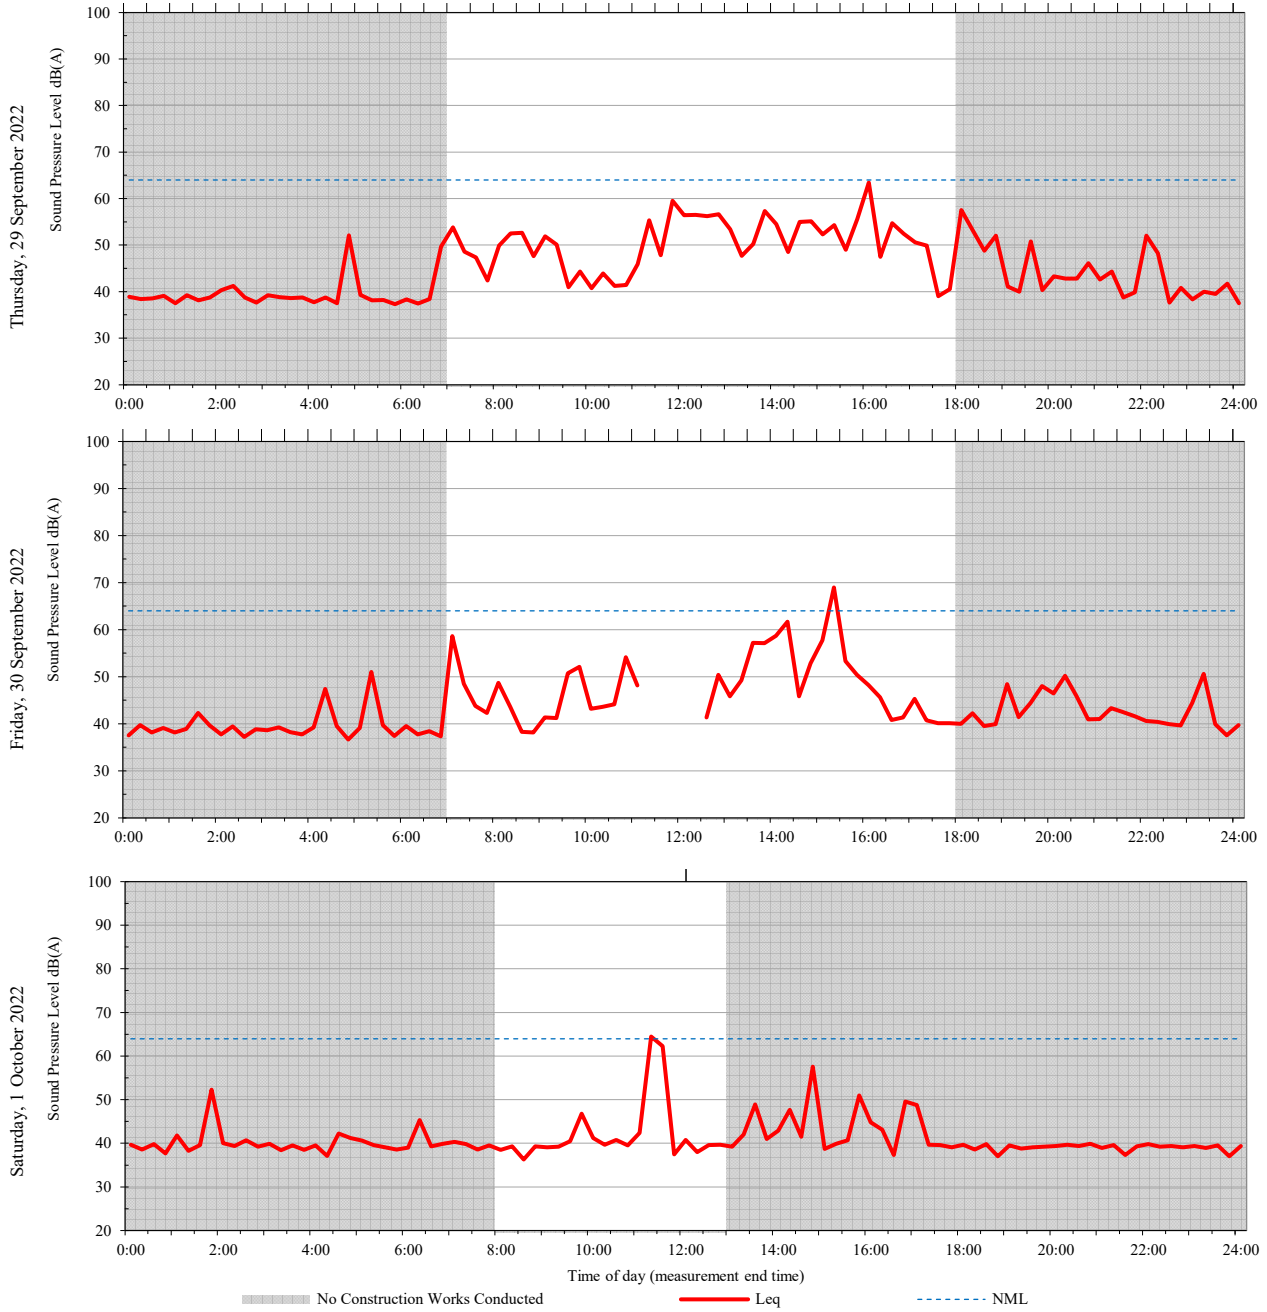 Thursday, 29 September 2022
Sound Pressure Level dB(A)
100
90
80
70
60
50
40
30
20
0:00 2:00 4:00 6:00 8:00 10:00 12:00 14:00 16:00 18:00 20:00 22:00 24:00
Friday, 30 September 2022
Sound Pressure Level dB(A)
100
90
80
70
60
50
40
30
20
0:00 2:00 4:00 6:00 8:00 10:00 12:00 14:00 16:00 18:00 20:00 22:00 24:00
Saturday, 1 October 2022
Sound Pressure Level dB(A)
100
90
80
70
60
50
40
30
20
0:00 2:00 4:00 6:00 8:00 10:00 12:00 14:00 16:00 18:00 20:00 22:00 24:00
Time of day (measurement end time)
No Construction Works Conducted Leq NML